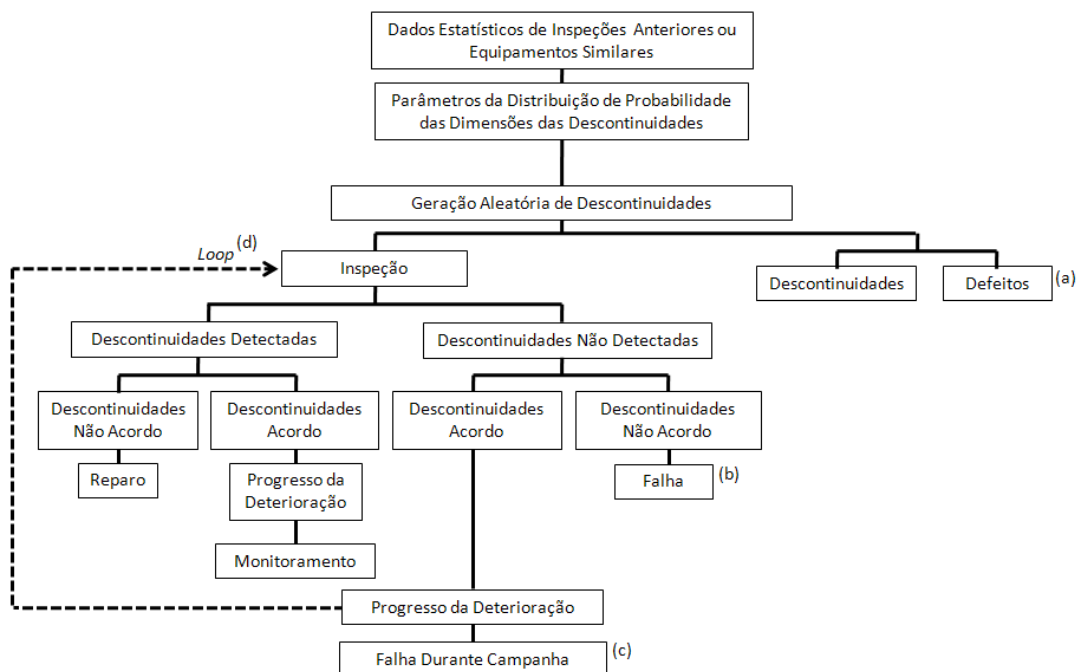 Dados Estatísticos de Inspeções Anteriores ou
Equipamentos Similares
Parâmetros da Distribuição de Probabilidade
das Dimensões das Descontinuidades
Geração Aleatória de Descontinuidades
Loop (d)
Inspeção
Descontinuidades
Defeitos (a)
Descontinuidades Detectadas
Descontinuidades Não Detectadas
Descontinuidades
Não Acordo
Descontinuidades
Acordo
Descontinuidades
Acordo
Descontinuidades
Não Acordo
Reparo
Progresso da
Deterioração
Falha (b)
Monitoramento
Progresso da Deterioração
Falha Durante Campanha (c)